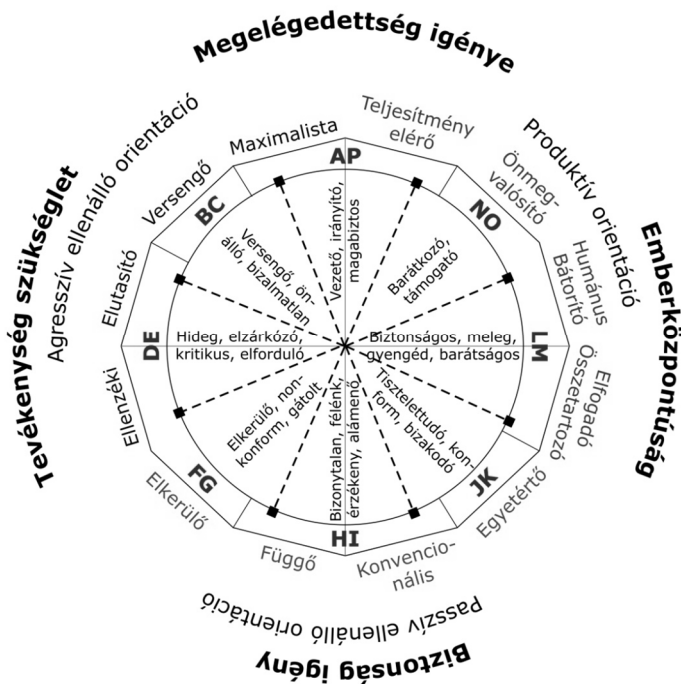 Megelégedettség igénye
Agresszív ellenálló orientáció
Produktív orientáció
Tevékenység szükséglet
Emberközpontúság
Maximalista
Teljesítmény
elérő
Versengő
Önmeg-
valósító
Elutasító
Humánus
Bátorító
Ellenzéki
Elfogadó
Összetartozó
Elkerülő
Egyetértő
Függő
Konvencio-
nális
AP
BC
NO
DE
LM
FG
JK
HI
Vezető, irányító,
magabiztos
Versengő, ön-
álló, bizalmatlan
Barátkozó,
támogató
Hideg, elzárkózó,
kritikus, elforduló
Biztonságos, meleg,
gyengéd, barátságos
Elkerülő, non-
konform, gátolt
Bizonytalan, félénk,
érzékeny, alámenő
Tisztelettudó, kon-
form, bizakodó
Passzív ellenálló orientáció
Biztonság igény